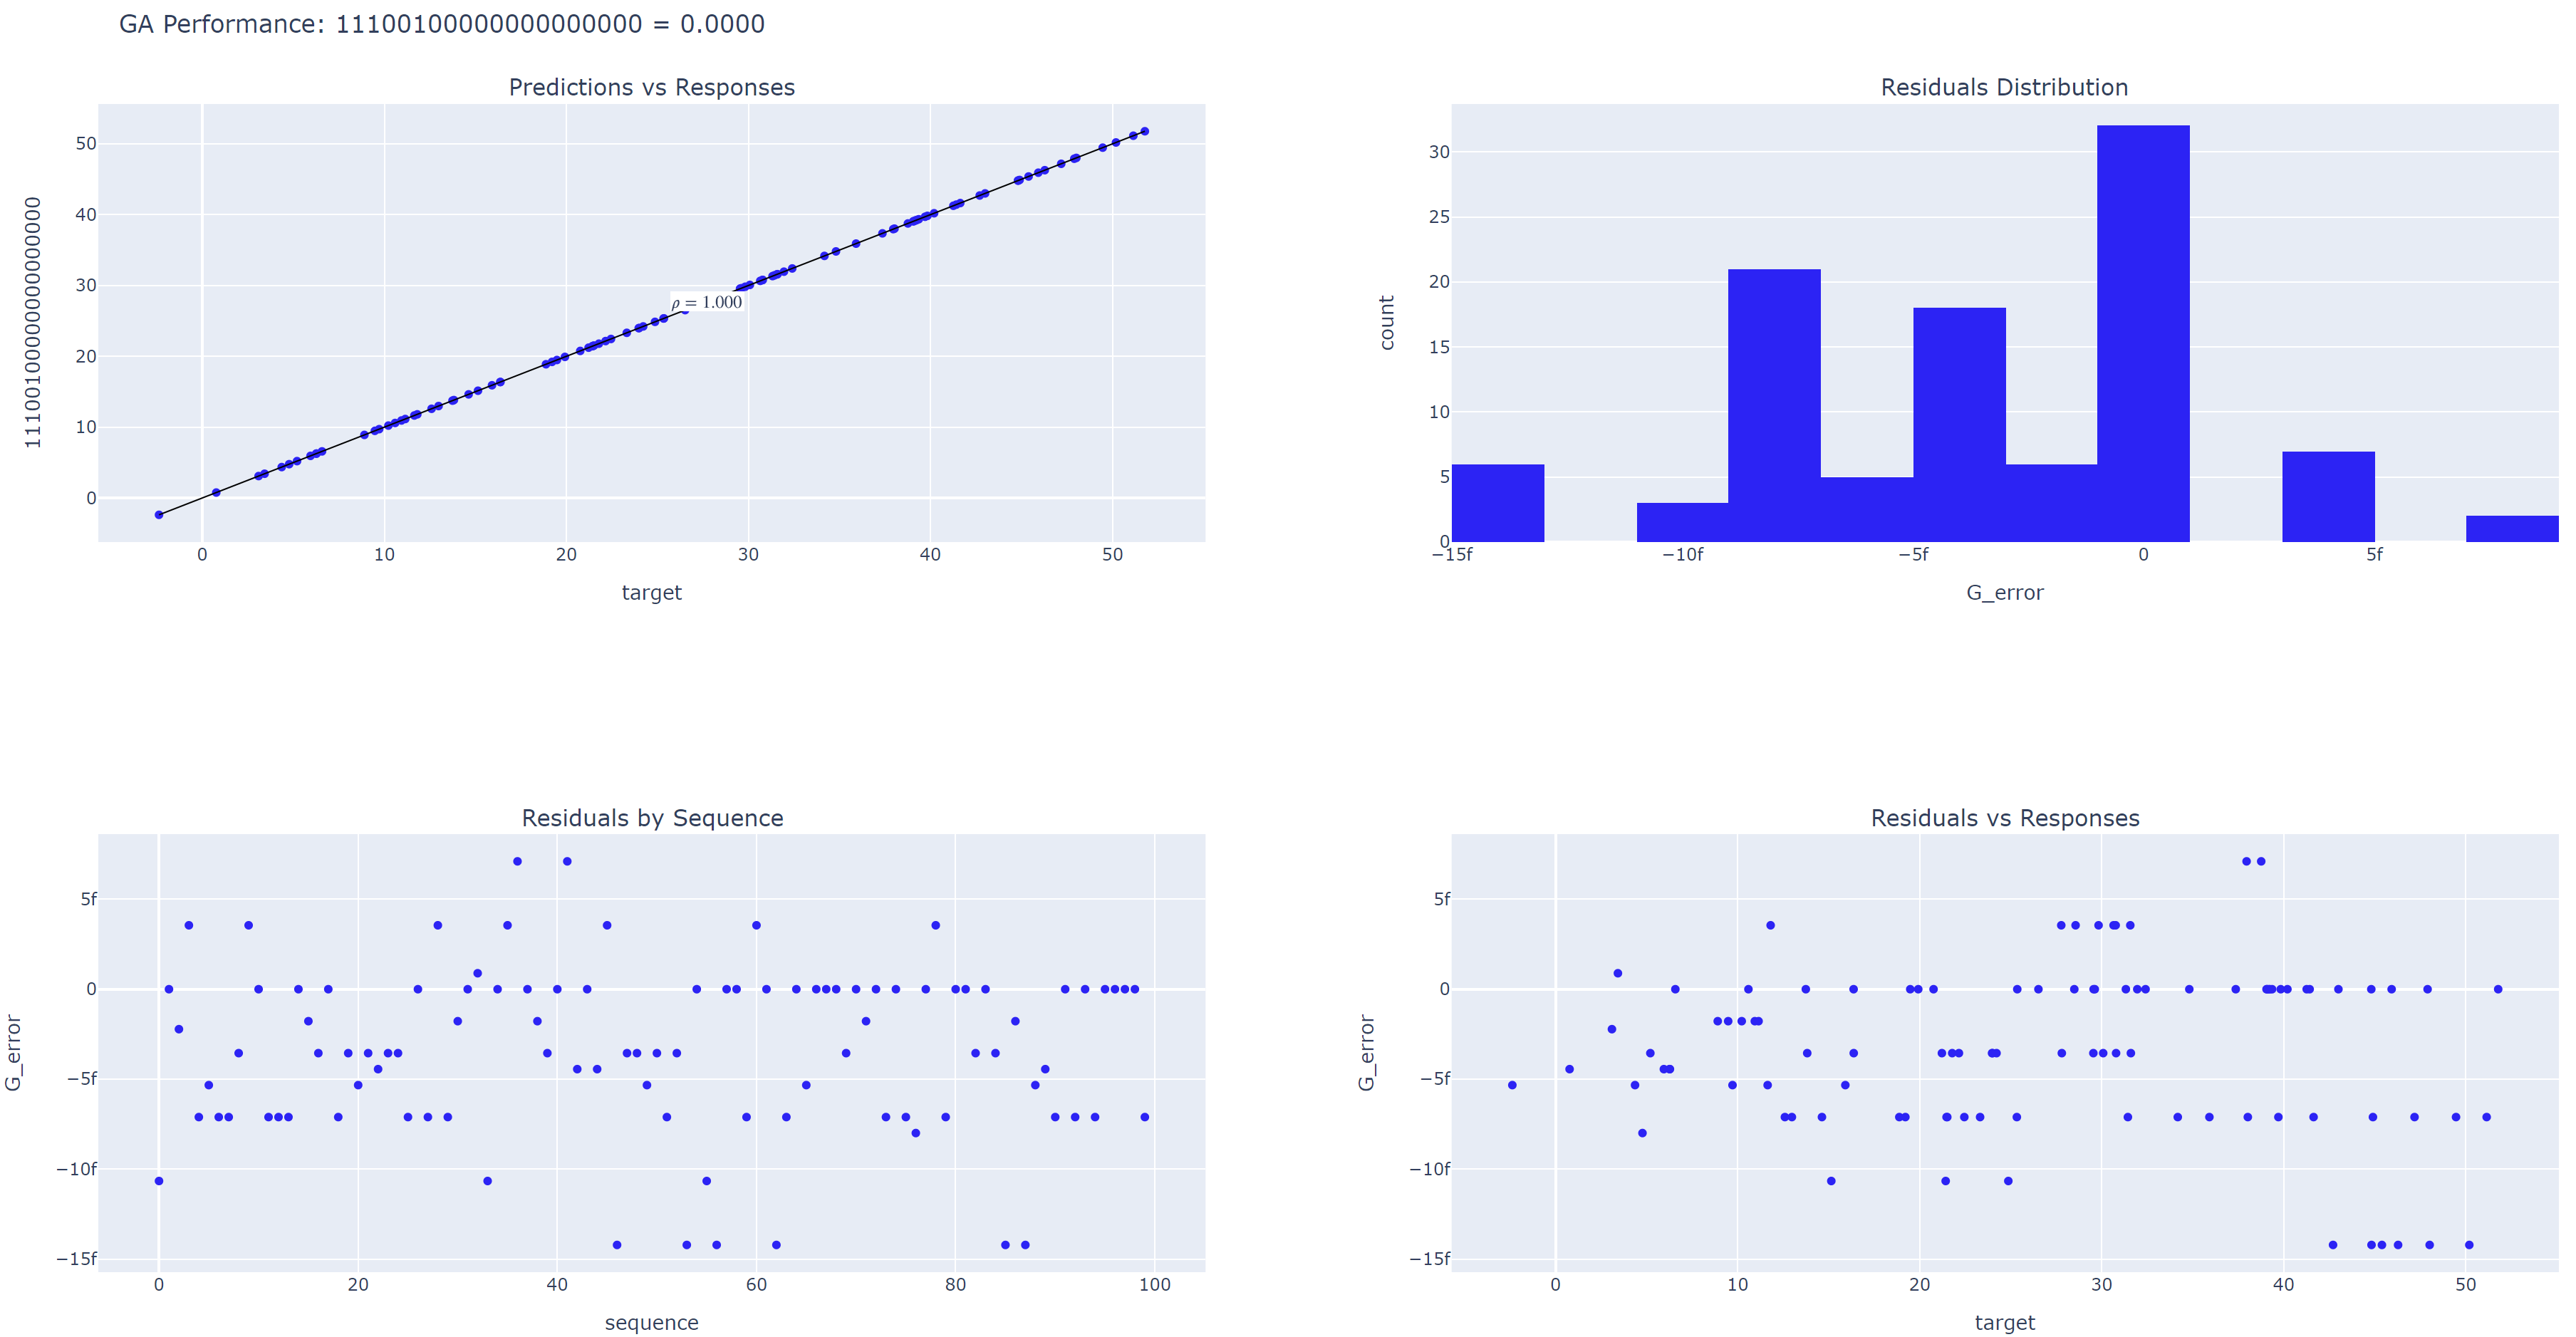 GA Performance: 11100100000000000000 = 0.0000
Predictions vs Responses
50
40
30
20
10
0
11100100000000000000
ρ = 1.000
0 10 20 30 40 50
target
Residuals Distribution
30
25
20
15
10
5
0
count
−15f −10f −5f 0 5f
G_error
Residuals by Sequence
5f
0
−5f
−10f
−15f
G_error
0 20 40 60 80 100
sequence
Residuals vs Responses
5f
0
−5f
−10f
−15f
G_error
0 10 20 30 40 50
target